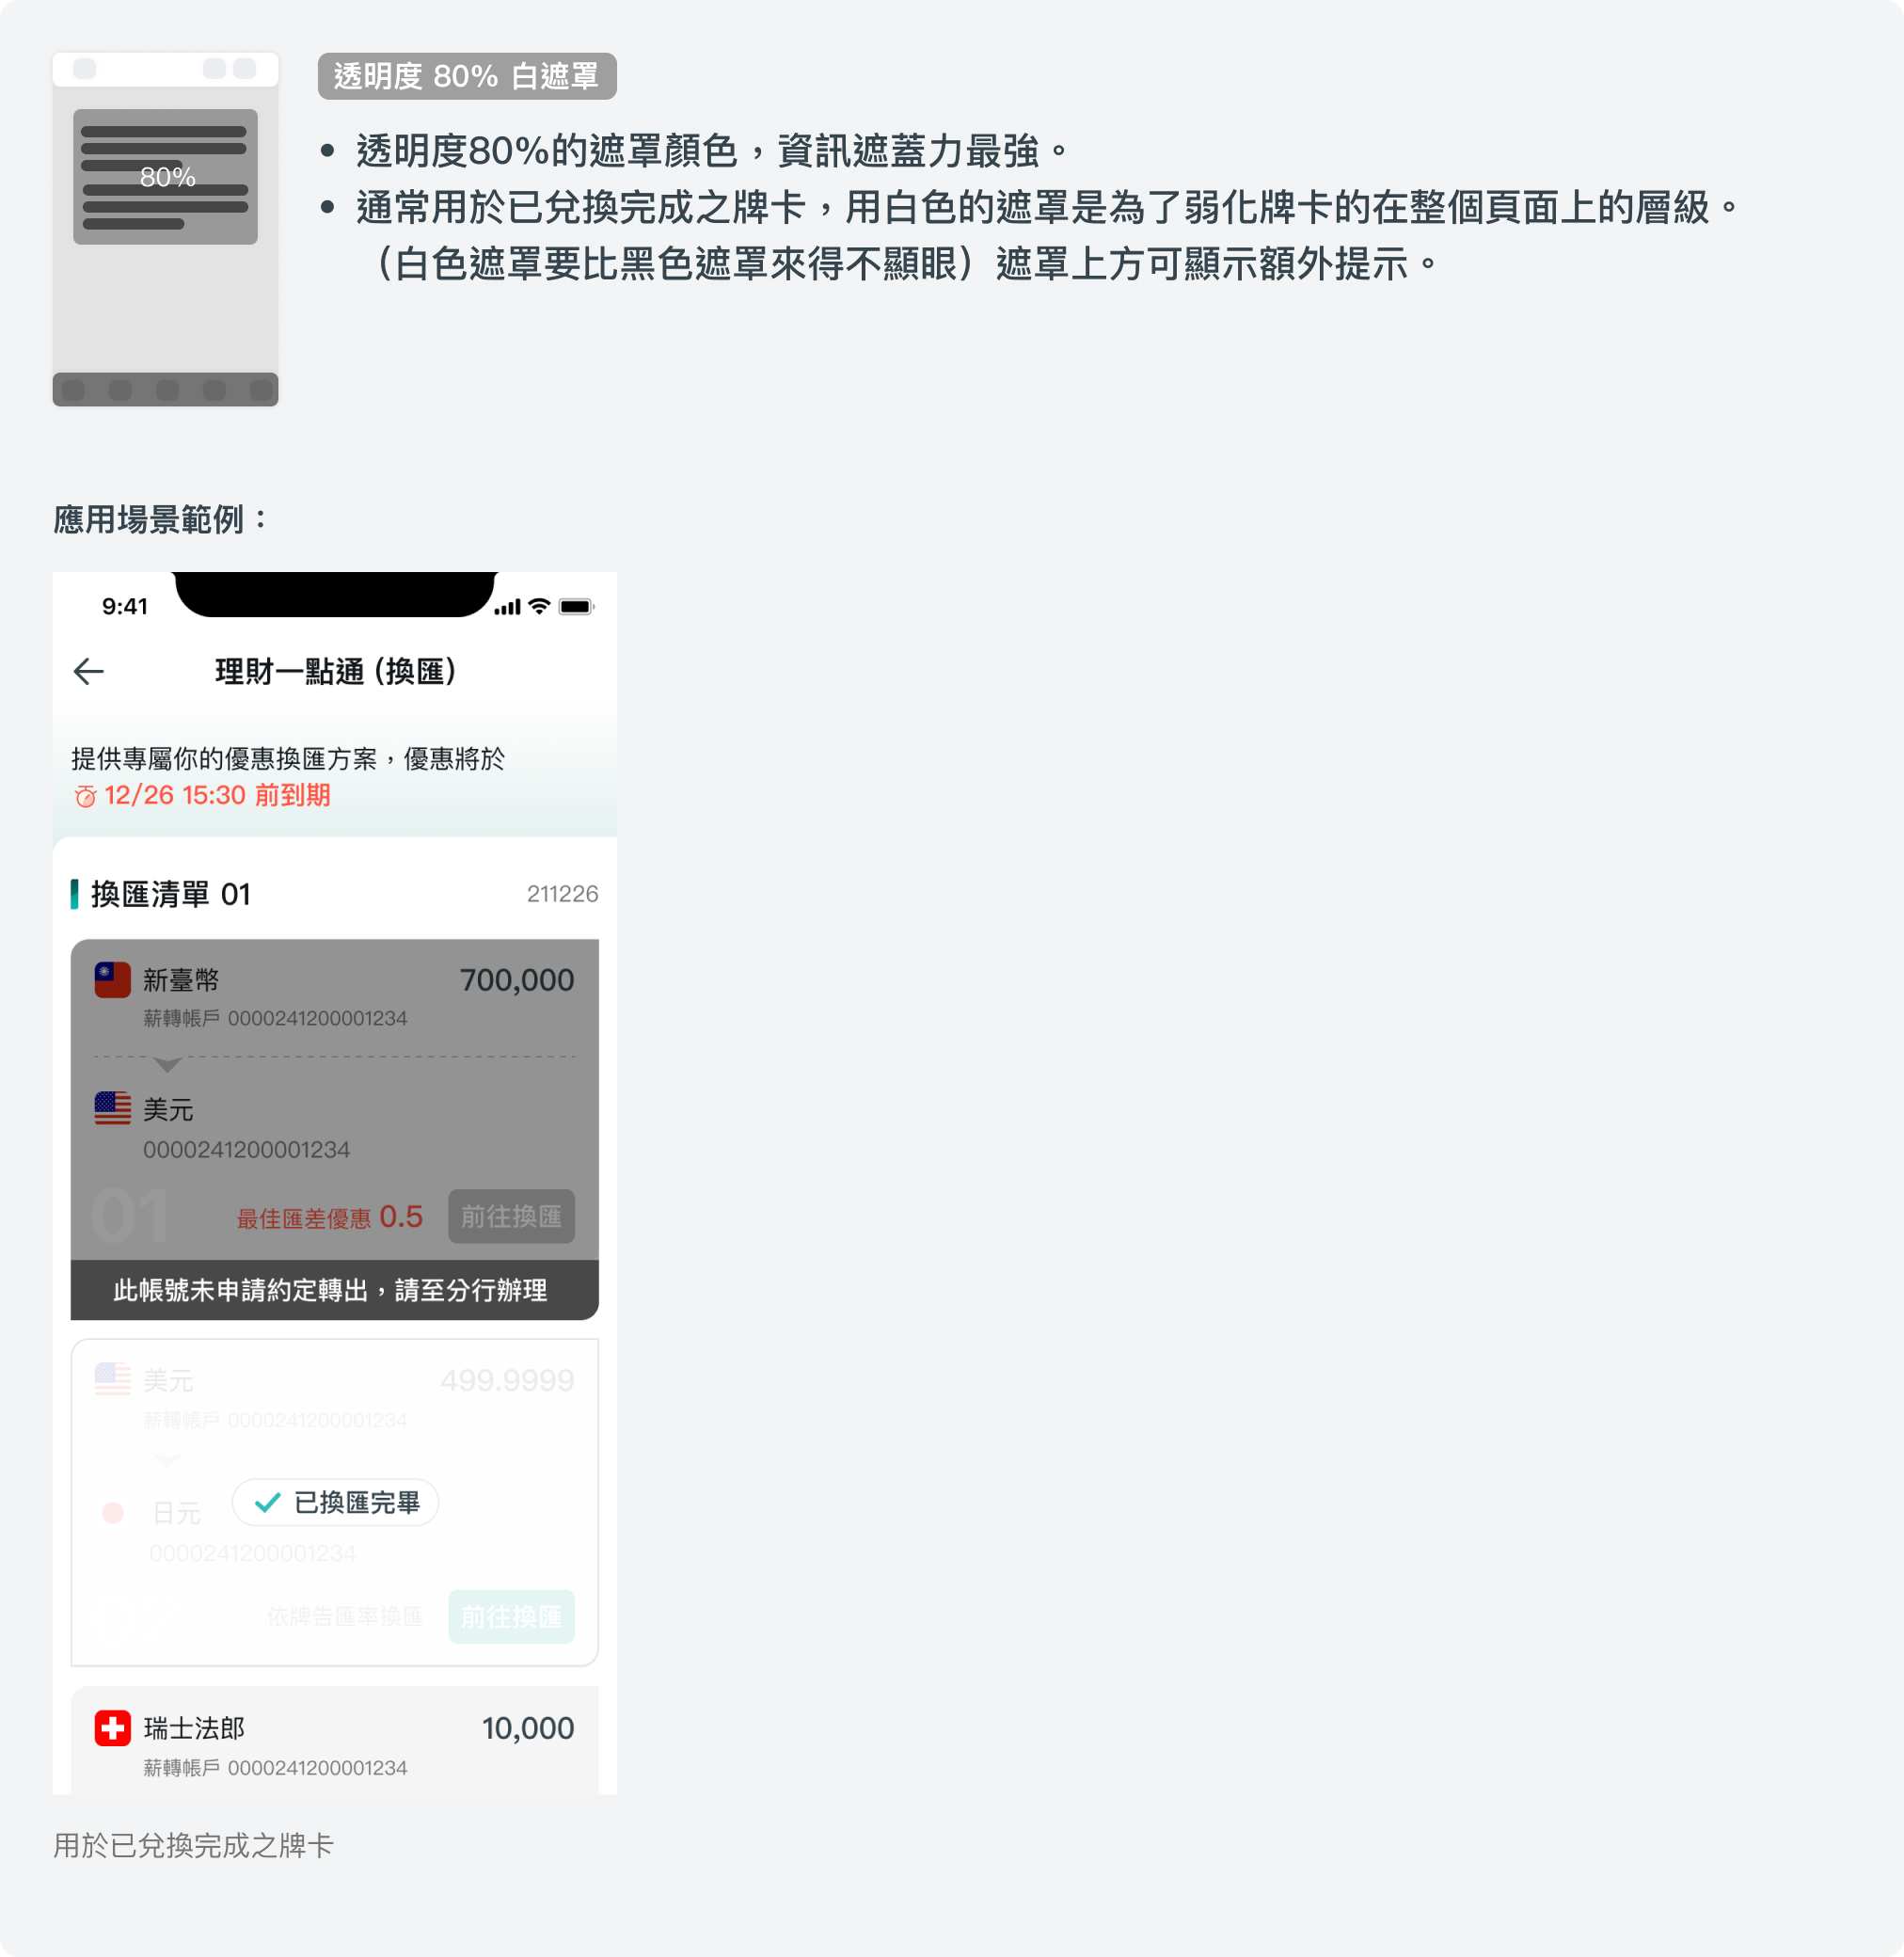 80%
透明度 80% 白遮罩
• 透明度80%的遮罩顏色，資訊遮蓋力最強。
• 通常用於已兌換完成之牌卡，用白色的遮罩是為了弱化牌卡的在整個頁面上的層級。
（白色遮罩要比黑色遮罩來得不顯眼）遮罩上方可顯示額外提示。
應用場景範例：
9:41
理財一點通 (換匯)
提供專屬你的優惠換匯方案，優惠將於
12/26 15:30 前到期
換匯清單 01
211226
新臺幣
700,000
薪轉帳戶 0000241200001234
美元
0000241200001234
01
最佳匯差優惠 0.5
前往換匯
此帳號未申請約定轉出，請至分行辦理
美元
499.9999
薪轉帳戶 0000241200001234
日元
已換匯完畢
0000241200001234
依牌告匯率換匯
前往換匯
瑞士法郎
10,000
薪轉帳戶 0000241200001234
用於已兌換完成之牌卡